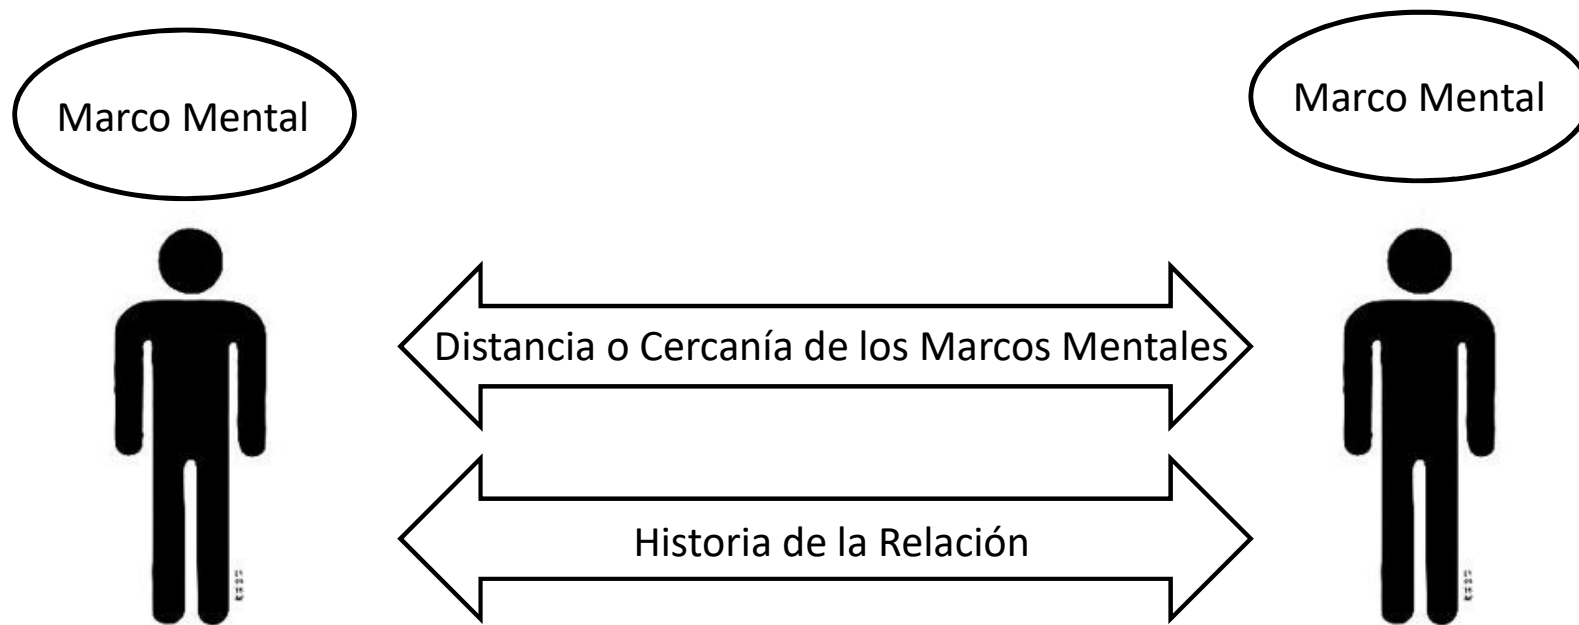 Marco Mental
Marco Mental
Distancia o Cercanía de los Marcos Mentales
Historia de la Relación